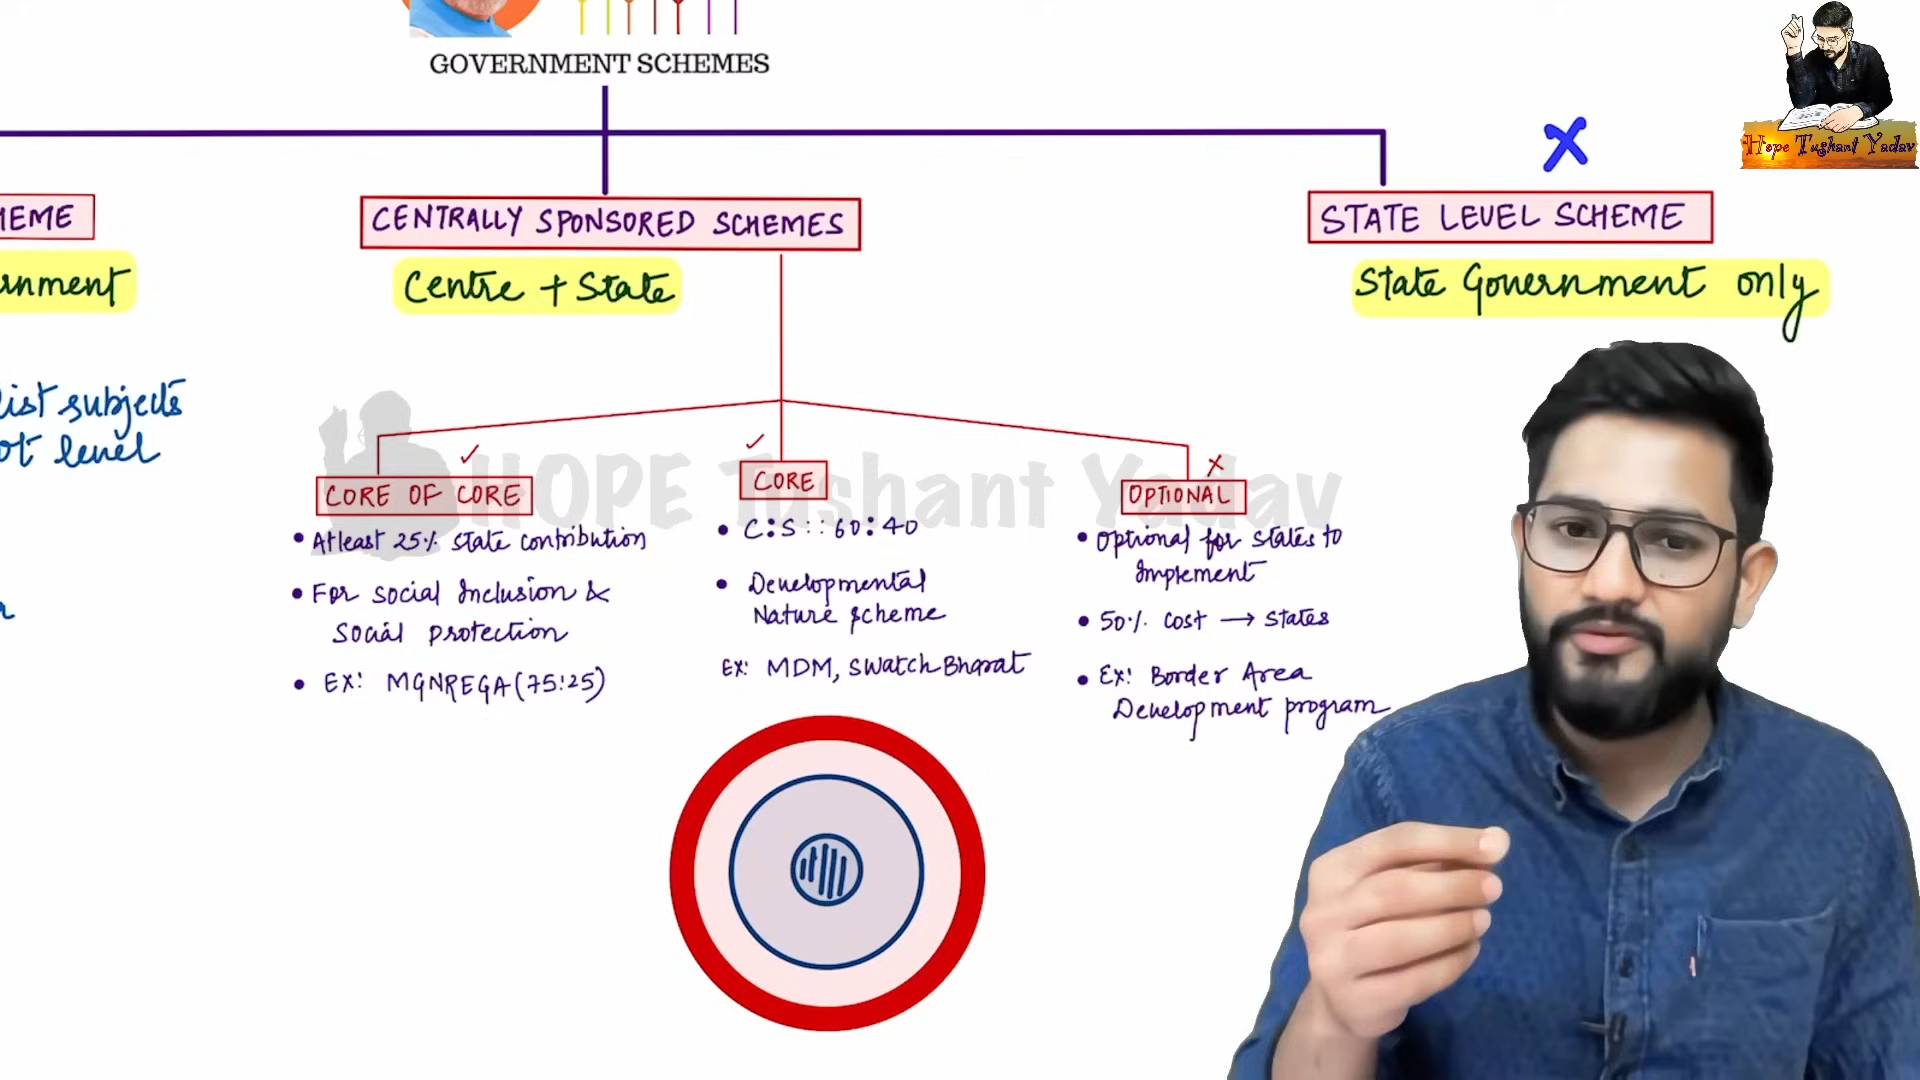 GOVERNMENT SCHEMES
Hope Tushant Yadav
CENTRALLY SPONSORED SCHEMES
STATE LEVEL SCHEME
Centre + State
State Government only
list subjects
level
HOPE Tushant Yadav
CORE OF CORE
• Atleast 25% state contribution
• For Social Inclusion &
Social protection
• EX: MGNREGA (75:25)
CORE
• C:S :: 60:40
• Developmental
Nature scheme
EX: MDM, Swatch Bharat
OPTIONAL
• Optional for states to
Implement
• 50% cost → states
• Ex: Border Area
Development program